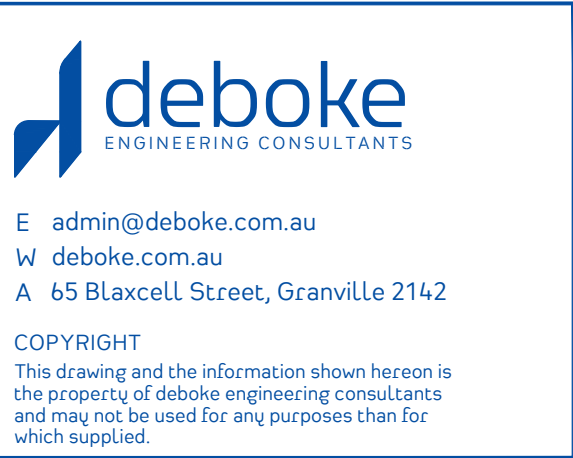 deboke
ENGINEERING CONSULTANTS
E admin@deboke.com.au
W deboke.com.au
A 65 Blaxcell Street, Granville 2142
COPYRIGHT
This drawing and the information shown hereon is
the property of deboke engineering consultants
and may not be used for any purposes than for
which supplied.